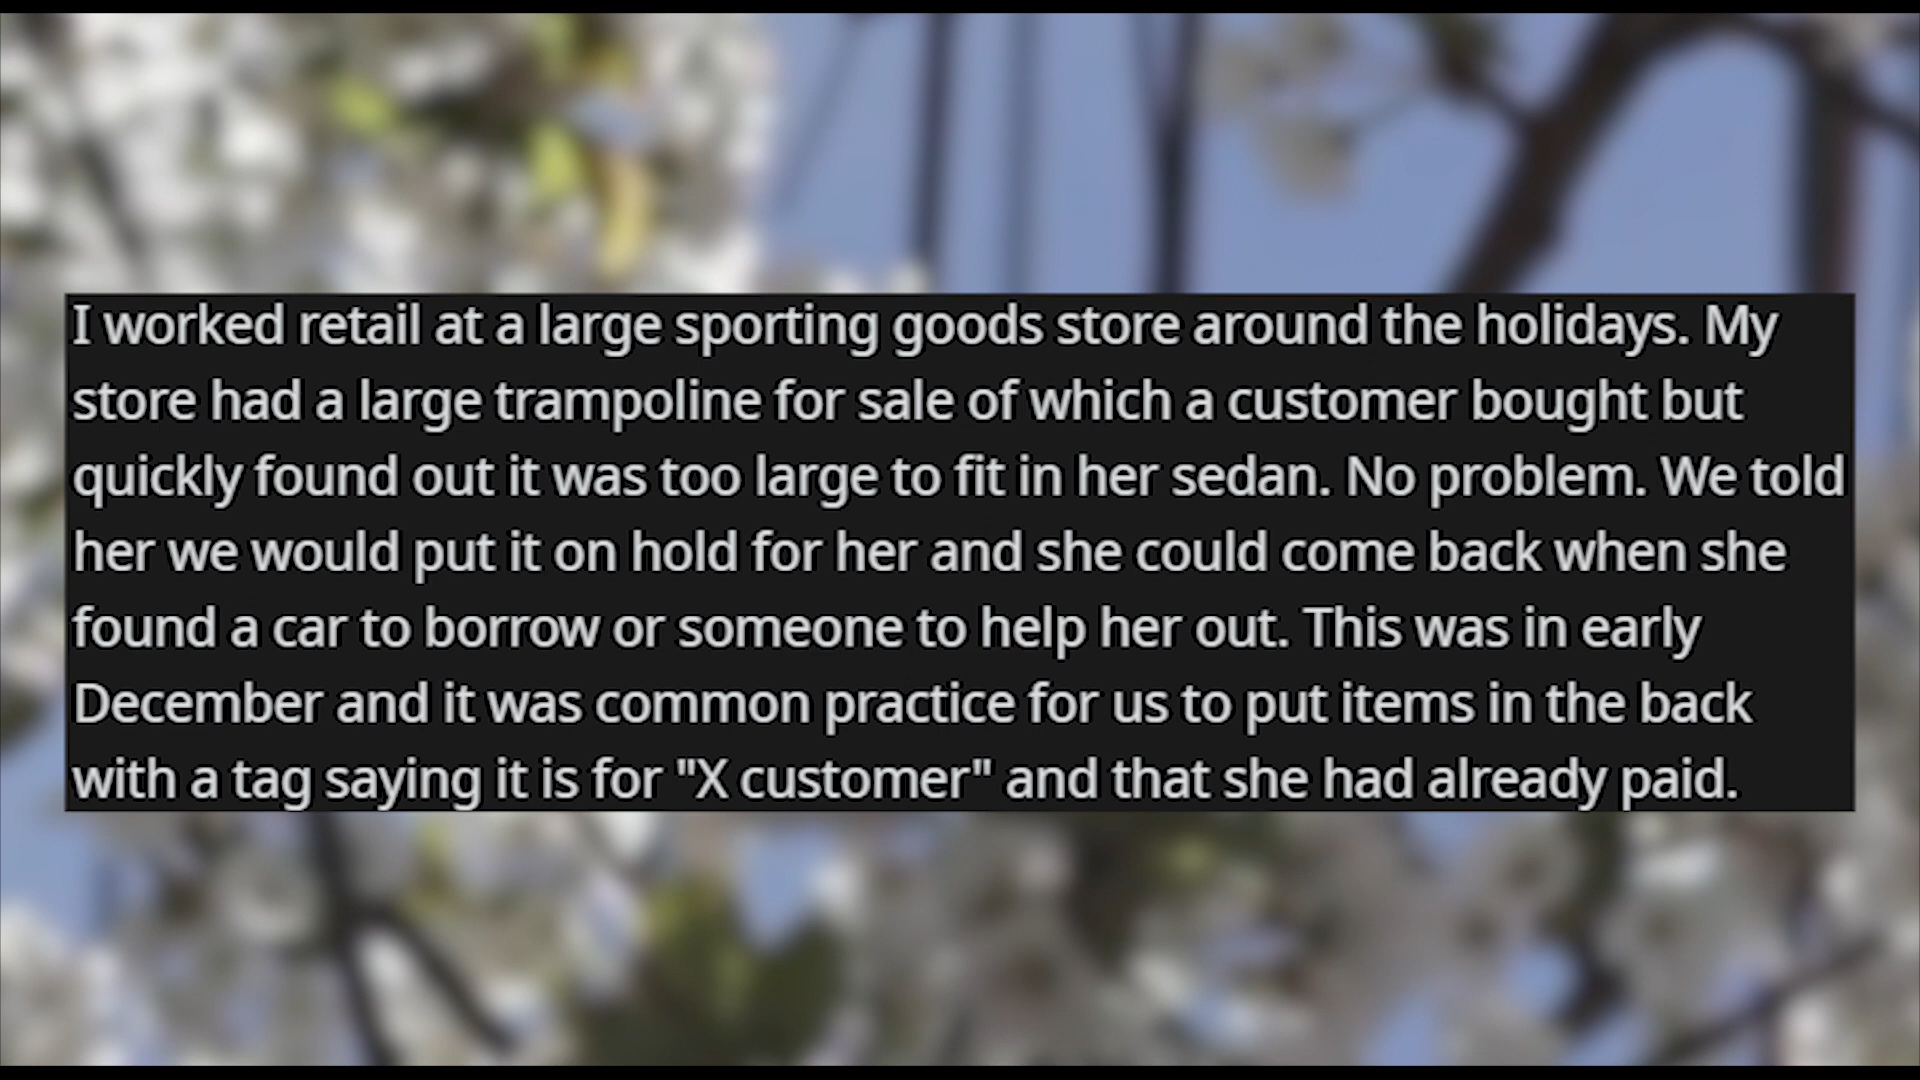 I worked retail at a large sporting goods store around the holidays. My
store had a large trampoline for sale of which a customer bought but
quickly found out it was too large to fit in her sedan. No problem. We told
her we would put it on hold for her and she could come back when she
found a car to borrow or someone to help her out. This was in early
December and it was common practice for us to put items in the back
with a tag saying it is for "X customer" and that she had already paid.